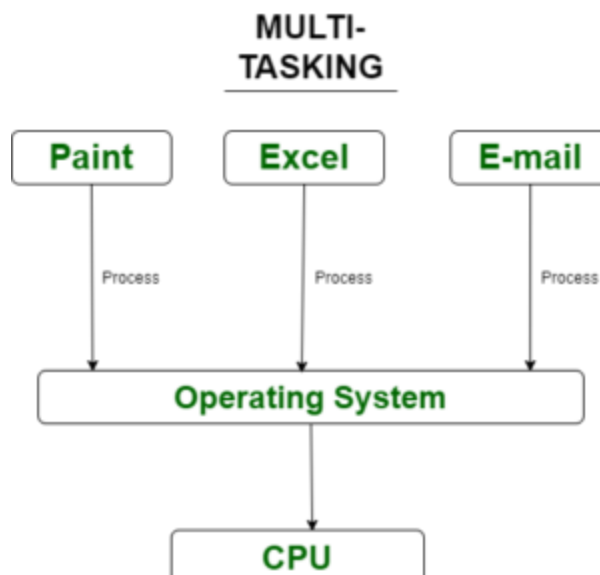 MULTI-
TASKING
Paint
Excel
E-mail
Process
Process
Process
Operating System
CPU